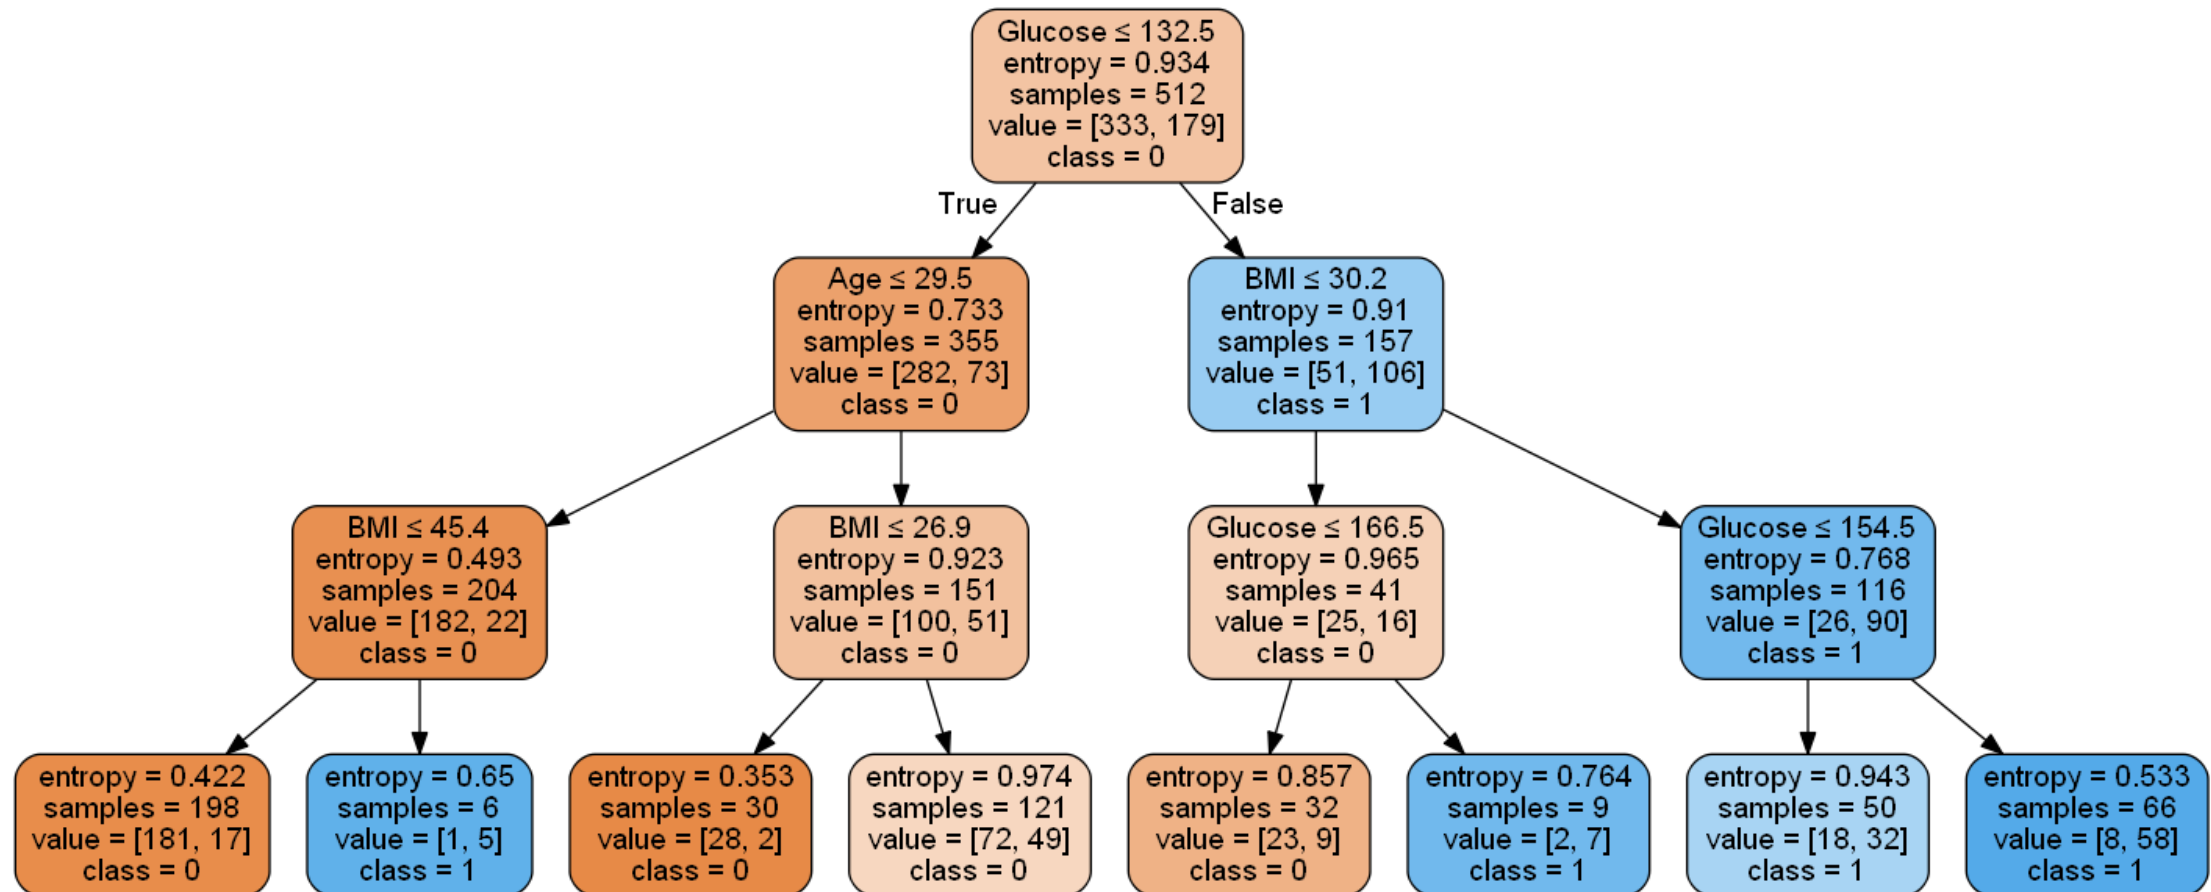 Glucose ≤ 132.5
entropy = 0.934
samples = 512
value = [333, 179]
class = 0
True
False
Age ≤ 29.5
entropy = 0.733
samples = 355
value = [282, 73]
class = 0
BMI ≤ 30.2
entropy = 0.91
samples = 157
value = [51, 106]
class = 1
BMI ≤ 45.4
entropy = 0.493
samples = 204
value = [182, 22]
class = 0
BMI ≤ 26.9
entropy = 0.923
samples = 151
value = [100, 51]
class = 0
Glucose ≤ 166.5
entropy = 0.965
samples = 41
value = [25, 16]
class = 0
Glucose ≤ 154.5
entropy = 0.768
samples = 116
value = [26, 90]
class = 1
entropy = 0.422
samples = 198
value = [181, 17]
class = 0
entropy = 0.65
samples = 6
value = [1, 5]
class = 1
entropy = 0.353
samples = 30
value = [28, 2]
class = 0
entropy = 0.974
samples = 121
value = [72, 49]
class = 0
entropy = 0.857
samples = 32
value = [23, 9]
class = 0
entropy = 0.764
samples = 9
value = [2, 7]
class = 1
entropy = 0.943
samples = 50
value = [18, 32]
class = 1
entropy = 0.533
samples = 66
value = [8, 58]
class = 1